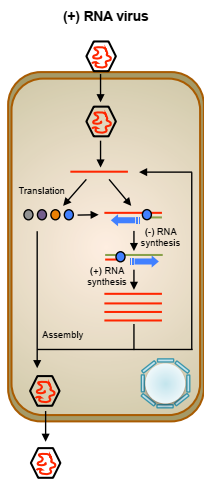 (+) RNA virus
Translation
(-) RNA
synthesis
(+) RNA
synthesis
Assembly